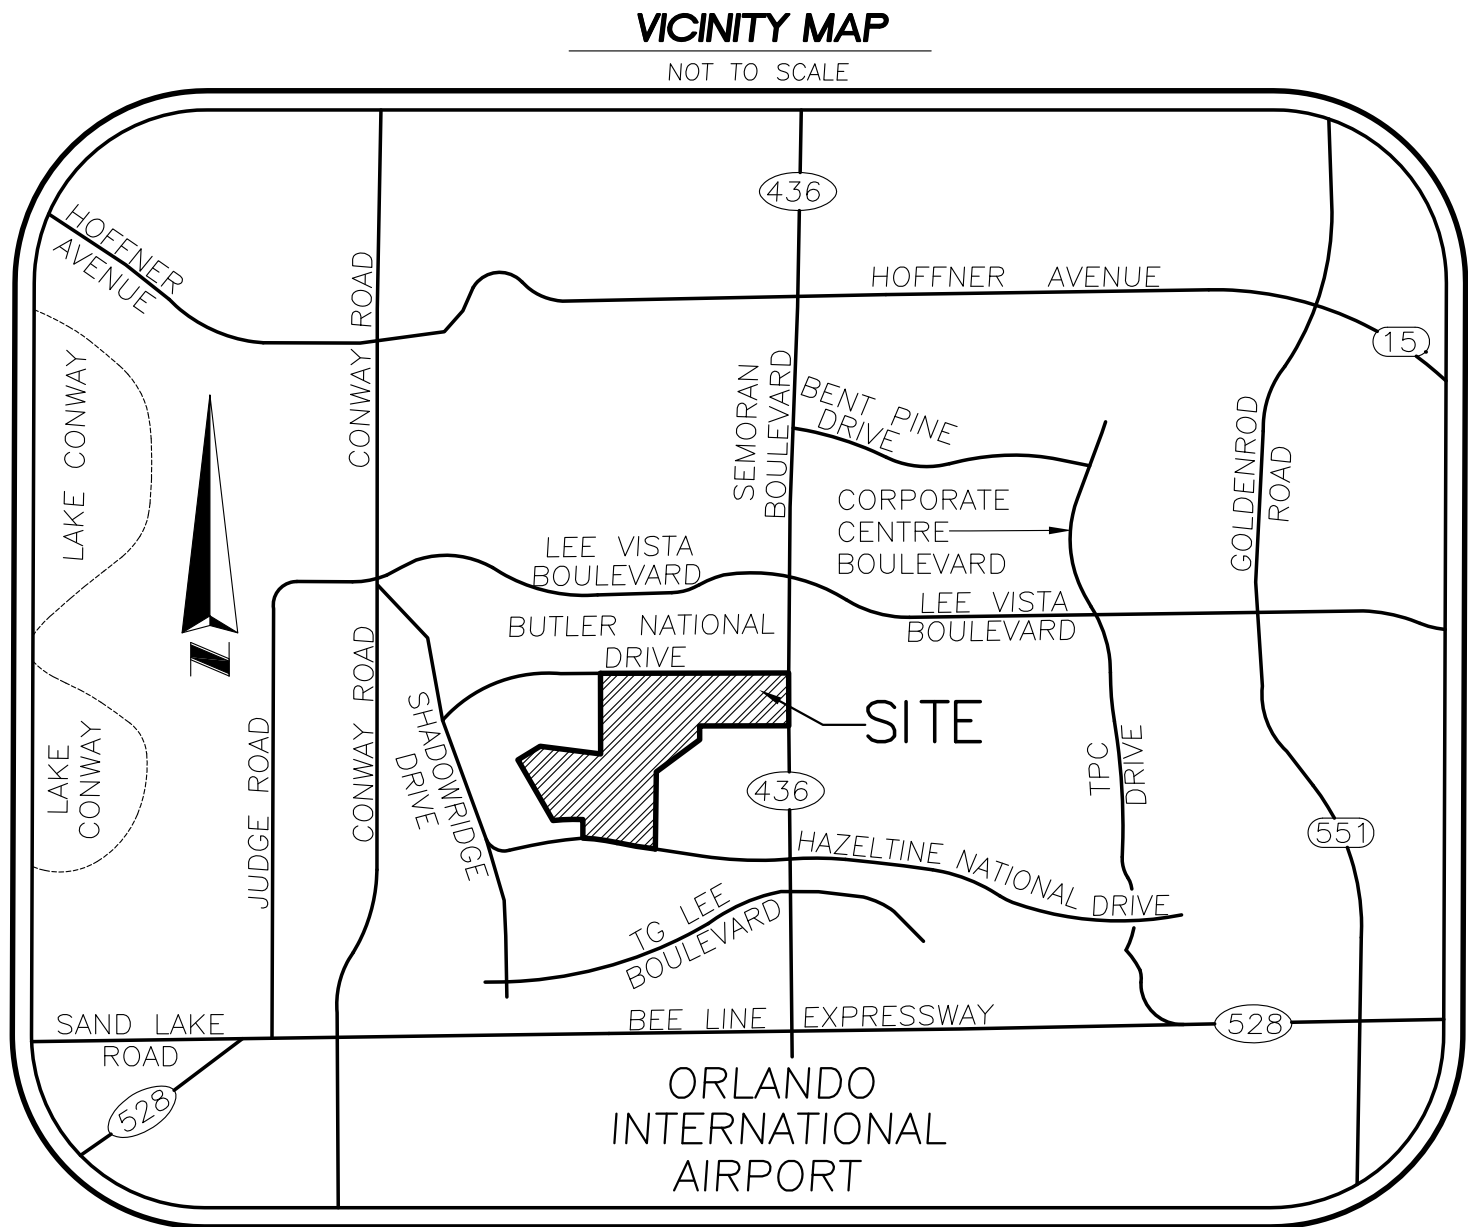 VICINITY MAP
NOT TO SCALE
436
HOFFNER
AVENUE
CONWAY ROAD
HOFFNER AVENUE
15
LAKE CONWAY
SEMORAN
BOULEVARD
BENT PINE
DRIVE
GOLDENROD
ROAD
CORPORATE
CENTRE
BOULEVARD
LEE VISTA
BOULEVARD
LEE VISTA
BOULEVARD
BUTLER NATIONAL
DRIVE
N
SITE
LAKE
CONWAY
JUDGE ROAD
CONWAY ROAD
SHADOWRIDGE
DRIVE
436
TPC
DRIVE
551
HAZELTINE NATIONAL DRIVE
TG LEE
BOULEVARD
SAND LAKE
ROAD
BEE LINE EXPRESSWAY
528
528
ORLANDO
INTERNATIONAL
AIRPORT